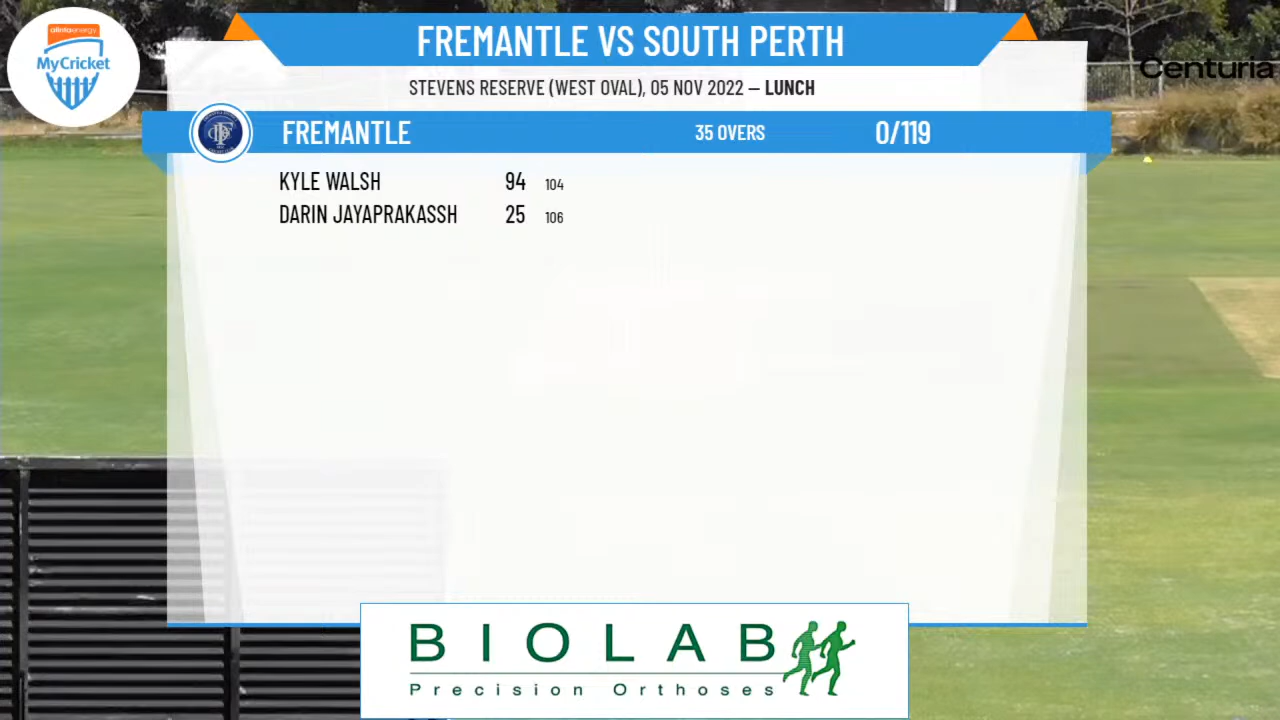 alintaenergy
MyCricket
FREMANTLE VS SOUTH PERTH
Centuria
STEVENS RESERVE (WEST OVAL), 05 NOV 2022 – LUNCH
FREMANTLE 35 OVERS 0/119
KYLE WALSH 94 104
DARIN JAYAPRAKASSH 25 106
BIOLAB
Precision Orthoses